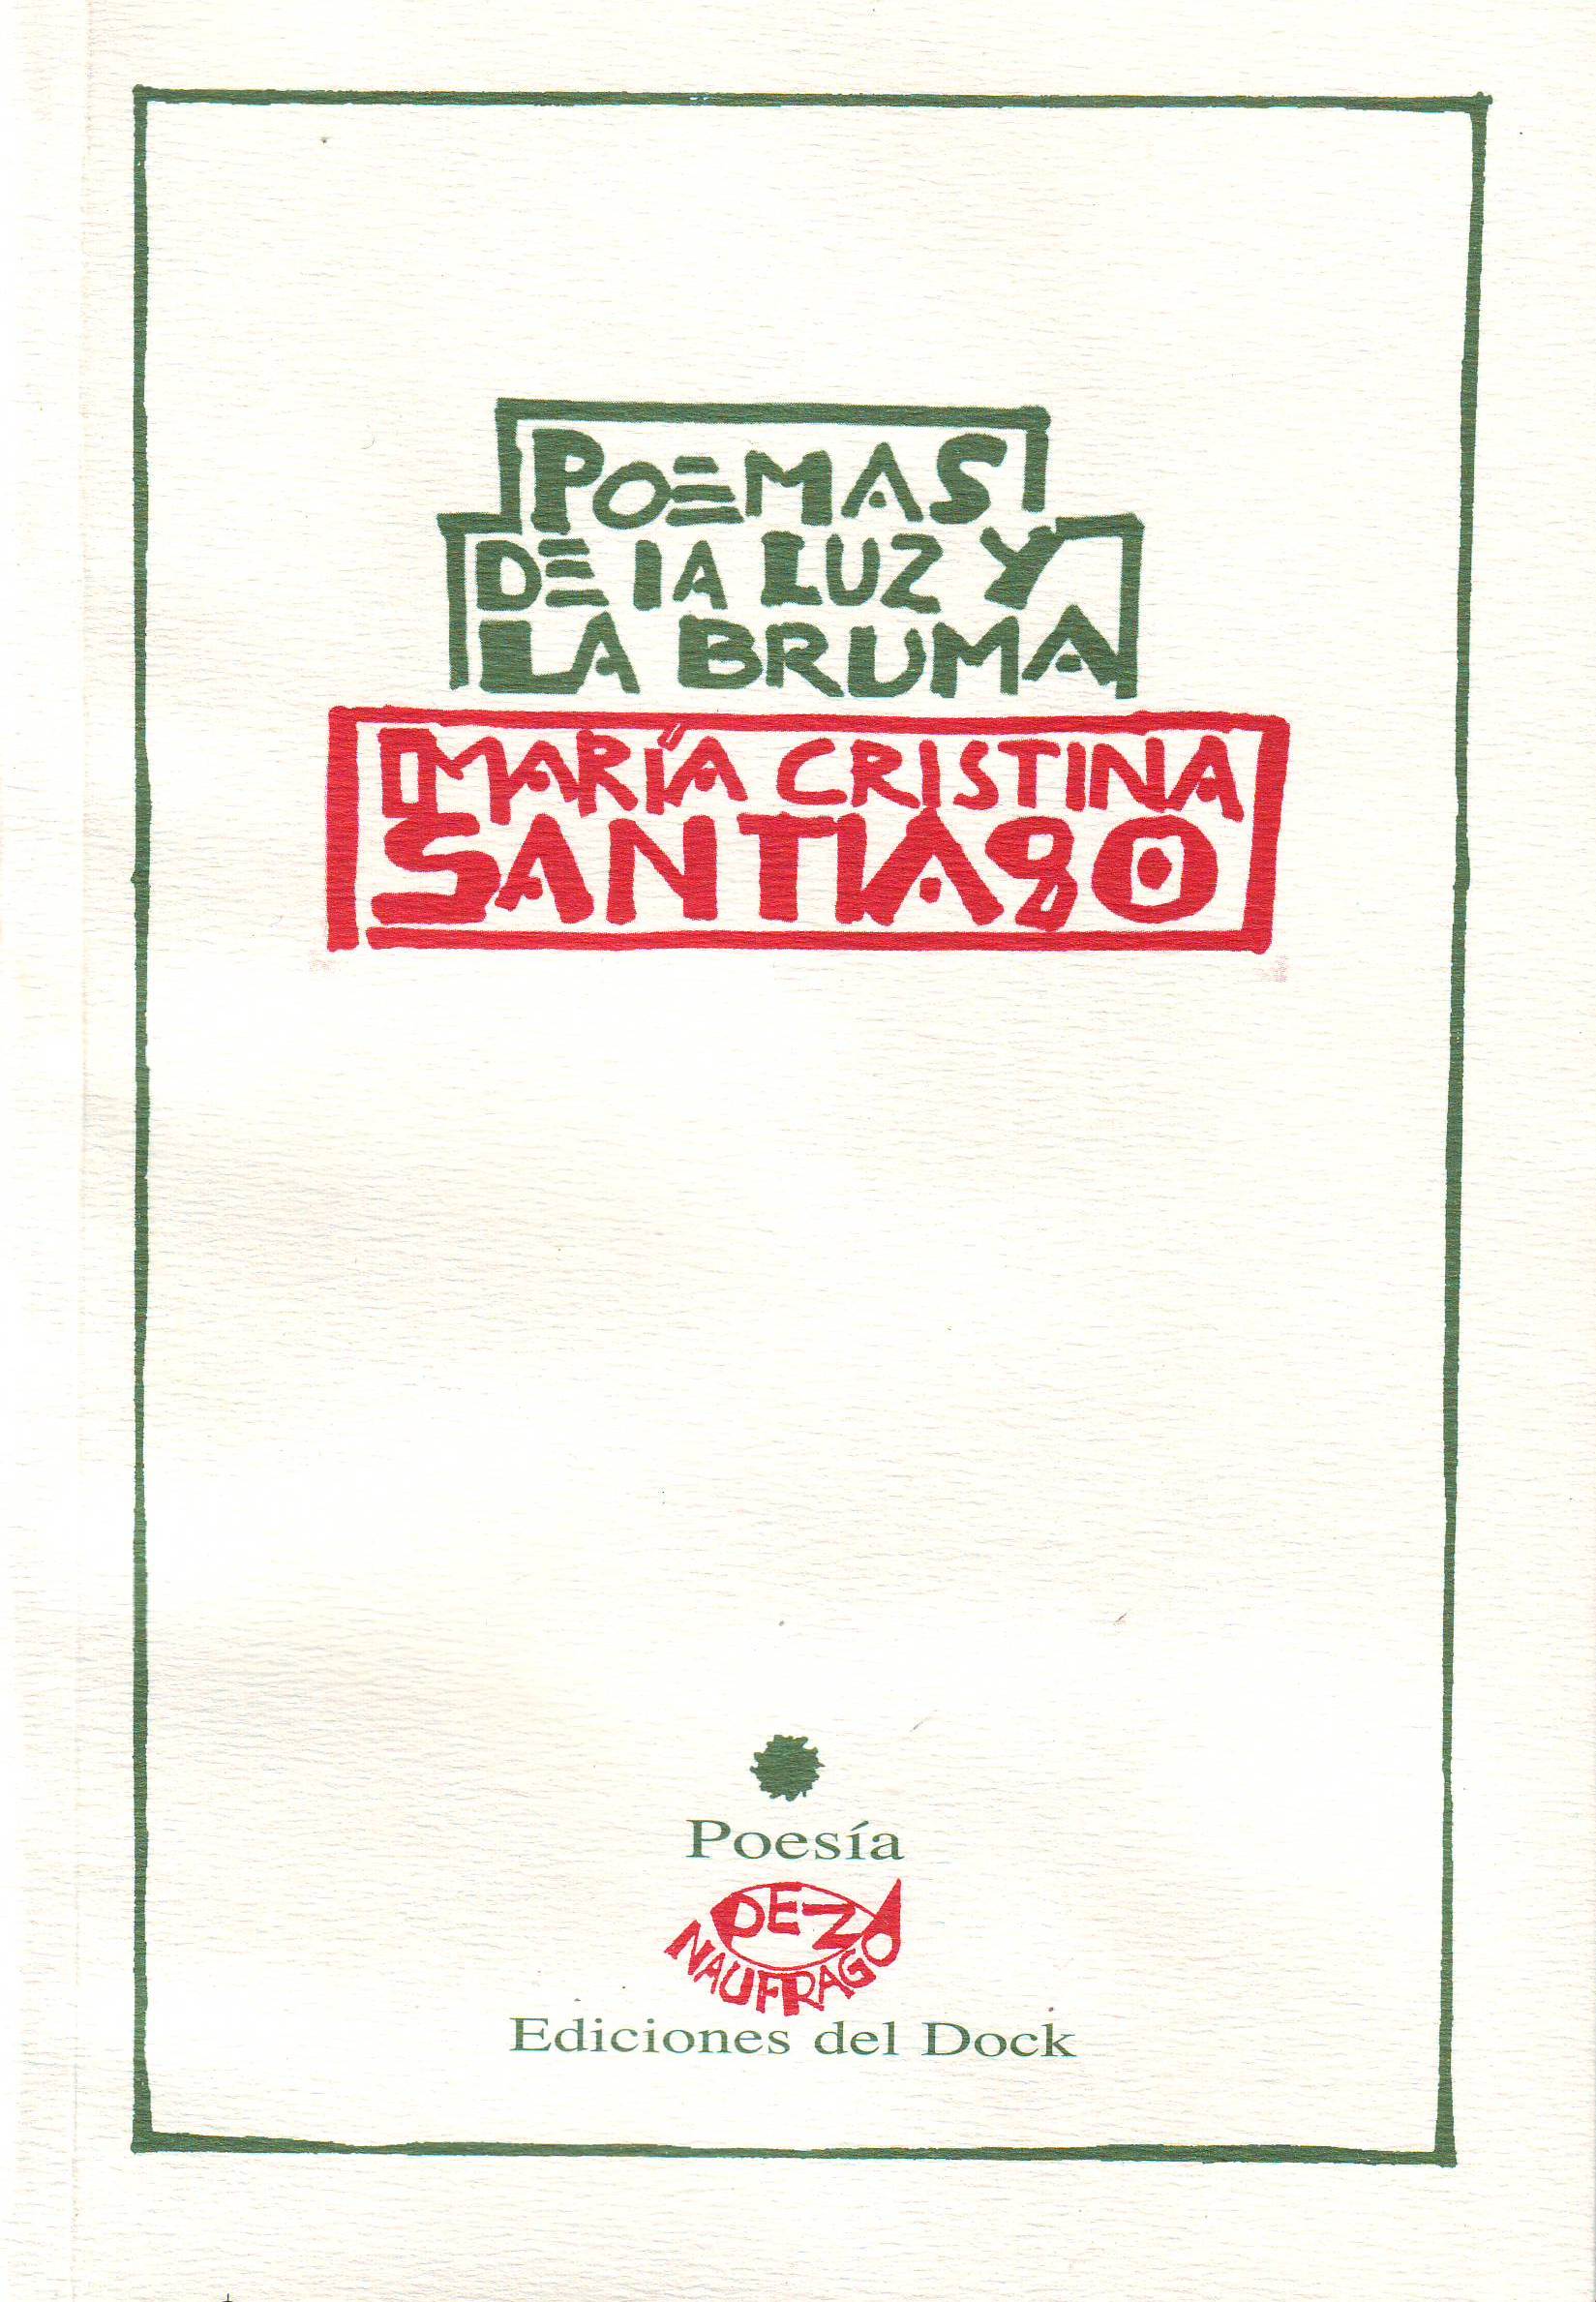 POEMAS
DE lA LUZ Y
LA BRUMA
MARÍA CRISTINA
SANTIAgO
Poesía
PEZ
NAUFRAGO
Ediciones del Dock